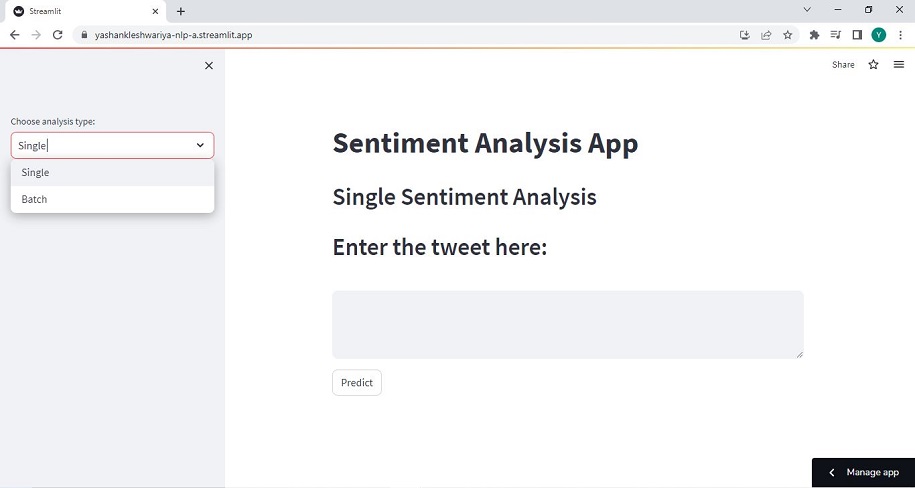 Streamlit
yashankleshwariya-nlp-a.streamlit.app
Y
Share
Choose analysis type:
Single
Single
Batch
Sentiment Analysis App
Single Sentiment Analysis
Enter the tweet here:
Predict
Manage app